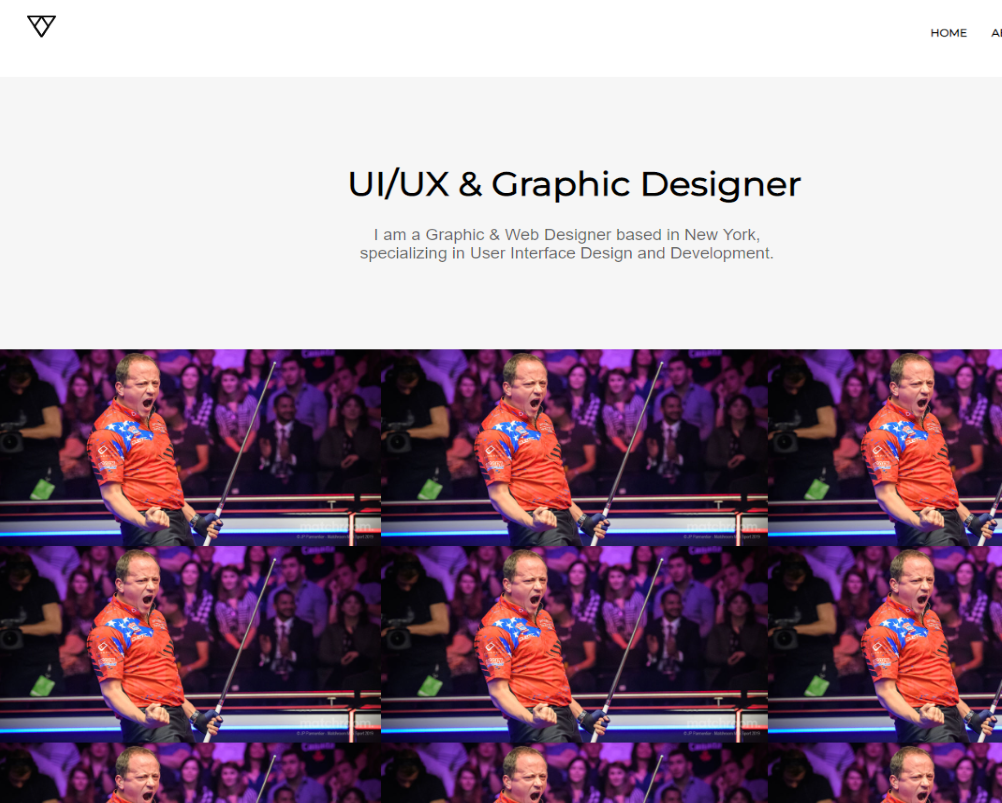 HOME
UI/UX & Graphic Designer
I am a Graphic & Web Designer based in New York,
specializing in User Interface Design and Development.